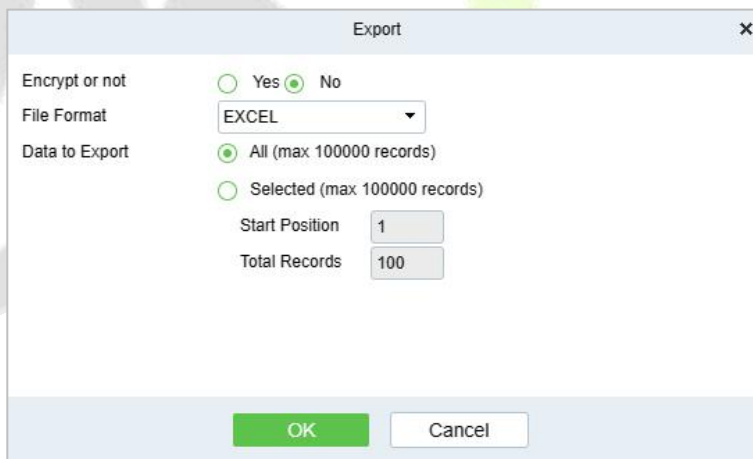 Export
Encrypt or not Yes No
File Format EXCEL
Data to Export All (max 100000 records)
Selected (max 100000 records)
Start Position 1
Total Records 100
OK Cancel